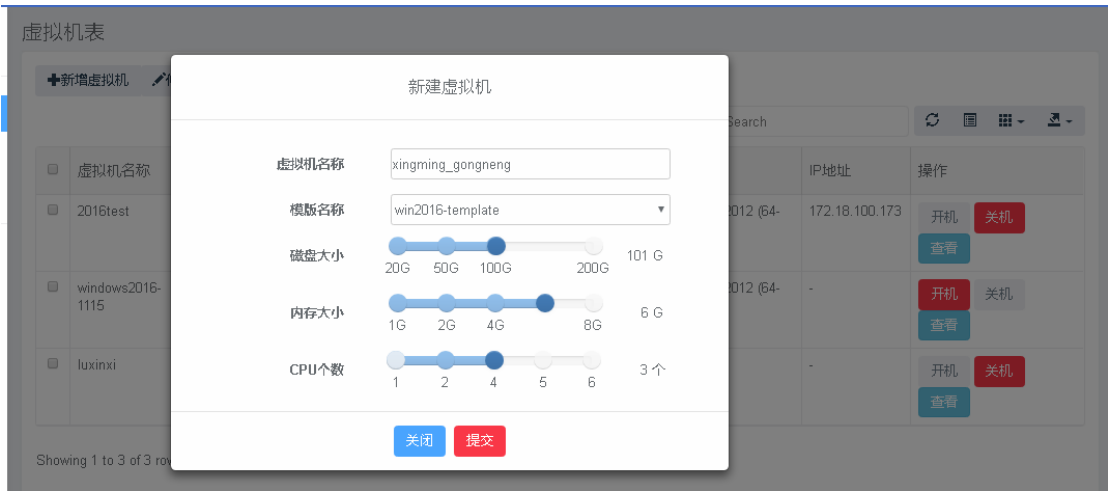 虚拟机表
新增虚拟机
新建虚拟机
Search
虚拟机名称 xingming_gongneng
虚拟机名称 IP地址 操作
模版名称 win2016-template
2016test 2012 (64- 172.18.100.173 开机 关机
查看
磁盘大小 101 G
20G 50G 100G 200G
windows2016-
1115 2012 (64- - 开机 关机
查看
内存大小 6 G
1G 2G 4G 8G
luxinxi - 开机 关机
查看
CPU个数 3 个
1 2 4 5 6
关闭 提交
Showing 1 to 3 of 3